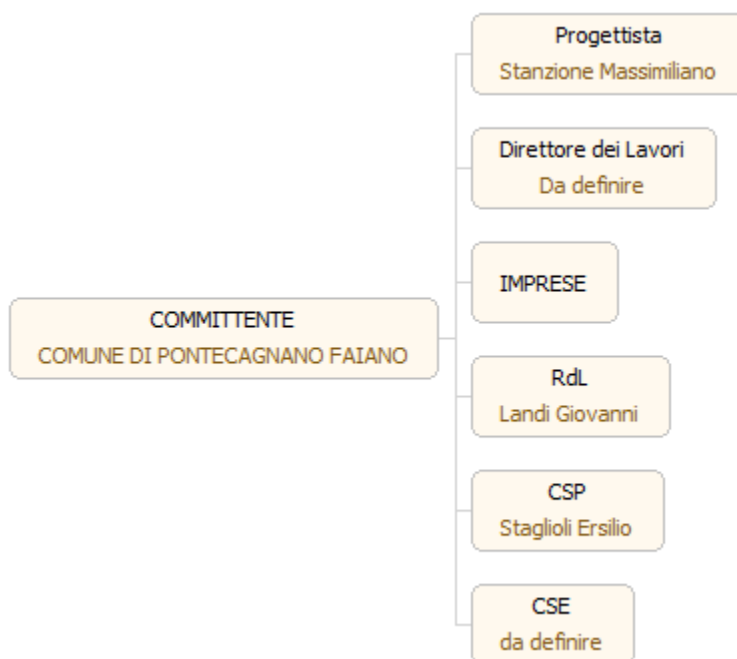 Progettista
Stanzione Massimiliano
Direttore dei Lavori
Da definire
IMPRESE
COMMITTENTE
COMUNE DI PONTECAGNANO FAIANO
RdL
Landi Giovanni
CSP
Staglioli Ersilio
CSE
da definire